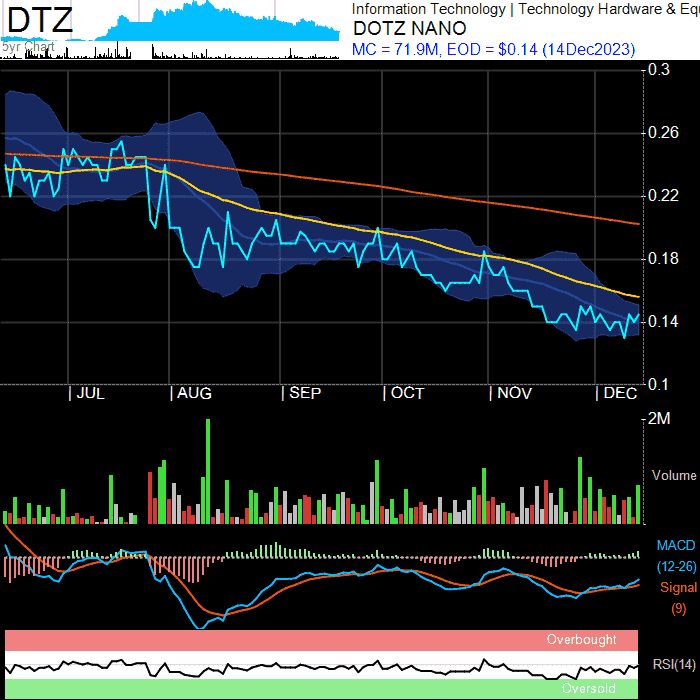 DTZ
5yr Chart
Information Technology | Technology Hardware & Equ
DOTZ NANO
MC = 71.9M, EOD = $0.14 (14Dec2023)
0.3
0.26
0.22
0.18
0.14
0.1
JUL
AUG
SEP
OCT
NOV
DEC
2M
Volume
MACD
(12-26)
Signal
(9)
Overbought
RSI(14)
Oversold